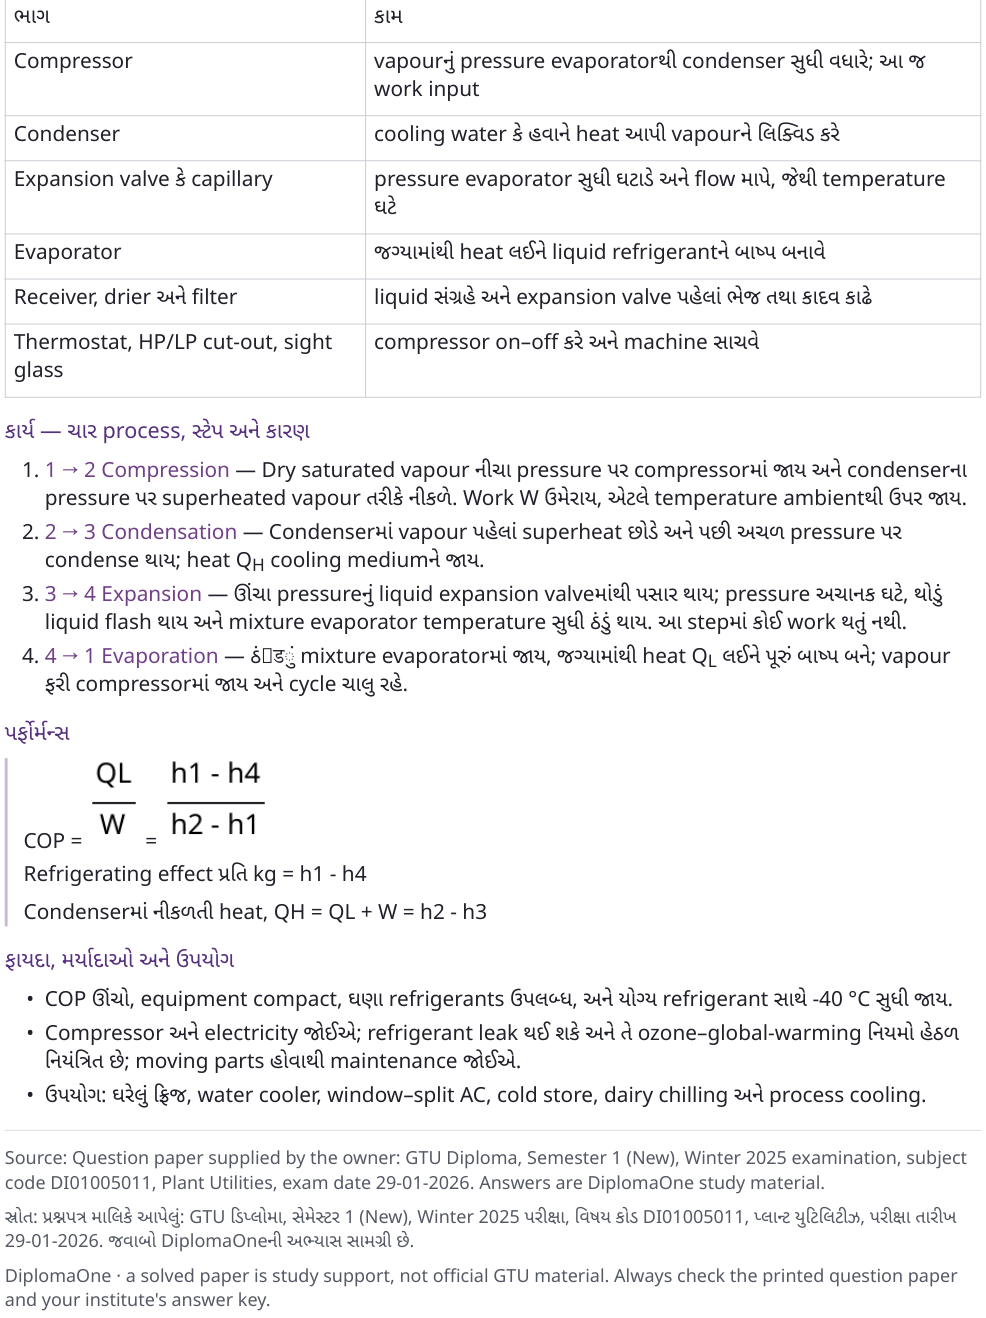 ભાગ કામ
Compressor vapourનું pressure evaporatorથી condenser સુધી વધારે; આ જ
work input
Condenser cooling water કે હવાને heat આપી vapourને લિક્વિડ કરે
Expansion valve કે capillary pressure evaporator સુધી ઘટાડે અને flow માપે, જેથી temperature
ઘટે
Evaporator જગ્યામાંથી heat લઈને liquid refrigerantને બાષ્પ બનાવે
Receiver, drier અને filter liquid સંગ્રહે અને expansion valve પહેલાં ભેજ તથા કાદવ કાઢે
Thermostat, HP/LP cut-out, sight compressor on–off કરે અને machine સાચવે
glass
કાર્ય — ચાર process, સ્ટેપ અને કારણ
1. 1 → 2 Compression — Dry saturated vapour નીચા pressure પર compressorમાં જાય અને condenserના
pressure પર superheated vapour તરીકે નીકળે. Work W ઉમેરાય, એટલે temperature ambientથી ઉપર જાય.
2. 2 → 3 Condensation — Condenserમાં vapour પહેલાં superheat છોડે અને પછી અચળ pressure પર
condense થાય; heat QH cooling mediumને જાય.
3. 3 → 4 Expansion — ઊંચા pressureનું liquid expansion valveમાંથી પસાર થાય; pressure અચાનક ઘટે, થોડું
liquid flash થાય અને mixture evaporator temperature સુધી ઠંડું થાય. આ stepમાં કોઈ work થતું નથી.
4. 4 → 1 Evaporation — mixture evaporatorમાં જાય, જગ્યામાંથી heat QL લઈને પૂરું બાષ્પ બને; vapour
ફરી compressorમાં જાય અને cycle ચાલુ રહે.
પર્ફોર્મન્સ
COP = QL / W = h1 - h4 / h2 - h1
Refrigerating effect પ્રતિ kg = h1 - h4
Condenserમાં નીકળતી heat, QH = QL + W = h2 - h3
ફાયદા, મર્યાદાઓ અને ઉપયોગ
• COP ઊંચો, equipment compact, ઘણા refrigerants ઉપલબ્ધ, અને યોગ્ય refrigerant સાથે -40 °C સુધી જાય.
• Compressor અને electricity જોઈએ; refrigerant leak થઈ શકે અને તે ozone–global-warming નિયમો હેઠળ
નિયંત્રિત છે; moving parts હોવાથી maintenance જોઈએ.
• ઉપયોગ: ઘરેલું ફ્રિજ, water cooler, window–split AC, cold store, dairy chilling અને process cooling.
Source: Question paper supplied by the owner: GTU Diploma, Semester 1 (New), Winter 2025 examination, subject
code DI01005011, Plant Utilities, exam date 29-01-2026. Answers are DiplomaOne study material.
સ્રોત: પ્રશ્નપત્ર માલિકે આપેલું: GTU ડિપ્લોમા, સેમેસ્ટર 1 (New), Winter 2025 પરીક્ષા, વિષય કોડ DI01005011, પ્લાન્ટ યુટિલિટીઝ, પરીક્ષા તારીખ
29-01-2026. જવાબો DiplomaOneની અભ્યાસ સામગ્રી છે.
DiplomaOne · a solved paper is study support, not official GTU material. Always check the printed question paper
and your institute's answer key.